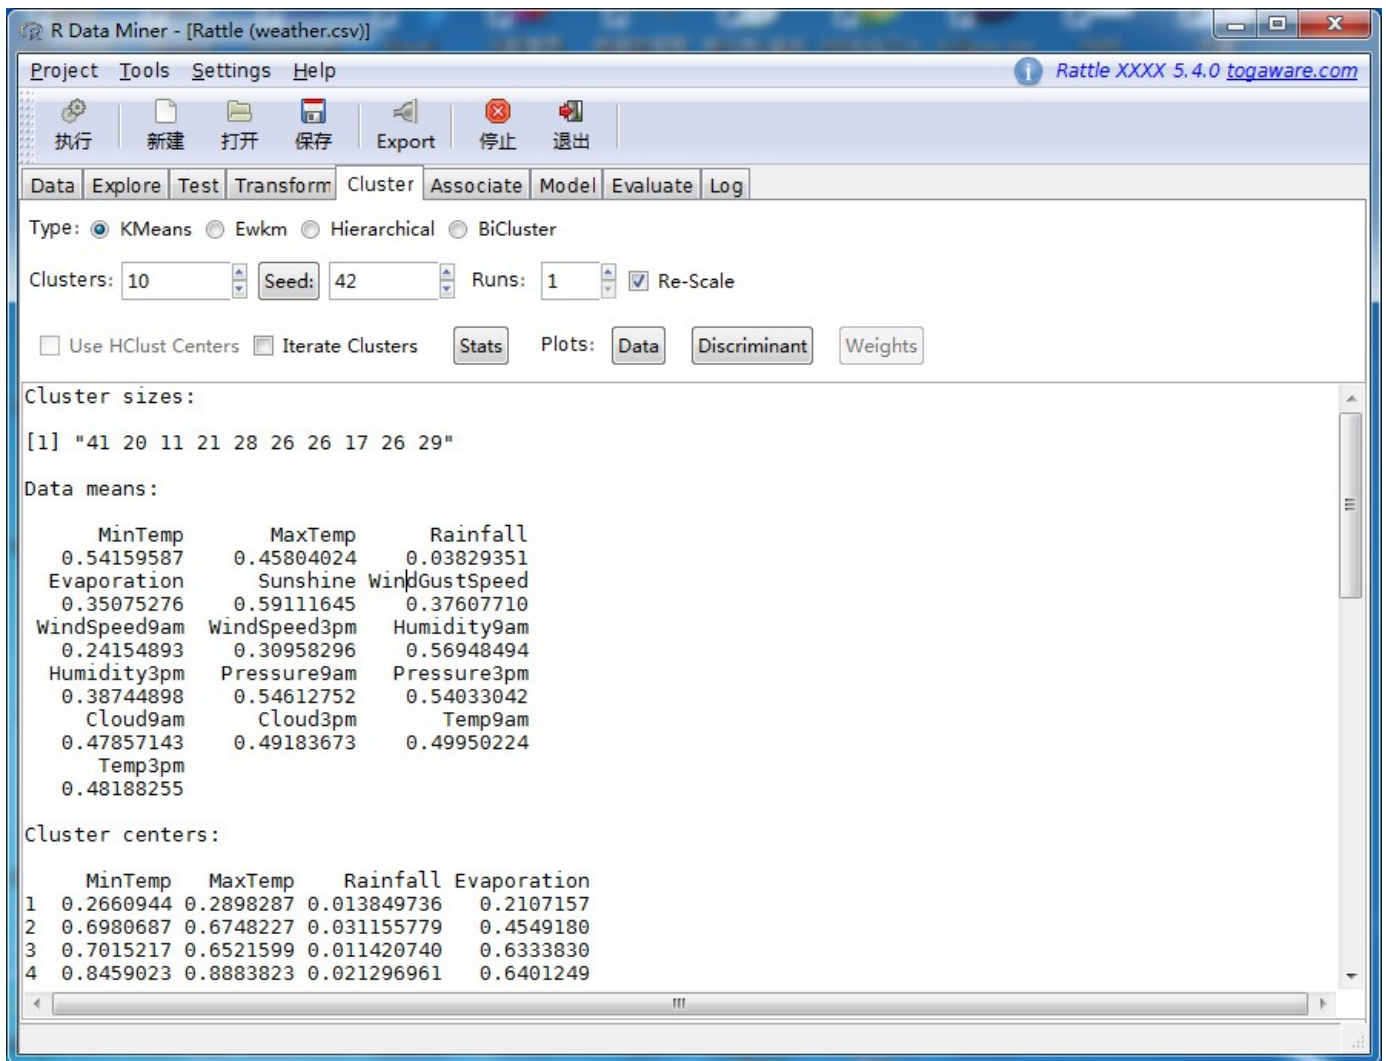 R Data Miner - [Rattle (weather.csv)]
Project Tools Settings Help Rattle XXXX 5.4.0 togaware.com
执行 新建 打开 保存 Export 停止 退出
Data Explore Test Transform Cluster Associate Model Evaluate Log
Type: KMeans Ewkm Hierarchical BiCluster
Clusters: 10 Seed: 42 Runs: 1 Re-Scale
Use HClust Centers Iterate Clusters Stats Plots: Data Discriminant Weights
Cluster sizes:
[1] "41 20 11 21 28 26 26 17 26 29"
Data means:
MinTemp MaxTemp Rainfall
0.54159587 0.45804024 0.03829351
Evaporation Sunshine WindGustSpeed
0.35075276 0.59111645 0.37607710
WindSpeed9am WindSpeed3pm Humidity9am
0.24154893 0.30958296 0.56948494
Humidity3pm Pressure9am Pressure3pm
0.38744898 0.54612752 0.54033042
Cloud9am Cloud3pm Temp9am
0.47857143 0.49183673 0.49950224
Temp3pm
0.48188255
Cluster centers:
MinTemp MaxTemp Rainfall Evaporation
1 0.2660944 0.2898287 0.013849736 0.2107157
2 0.6980687 0.6748227 0.031155779 0.4549180
3 0.7015217 0.6521599 0.011420740 0.6333830
4 0.8459023 0.8883823 0.021296961 0.6401249